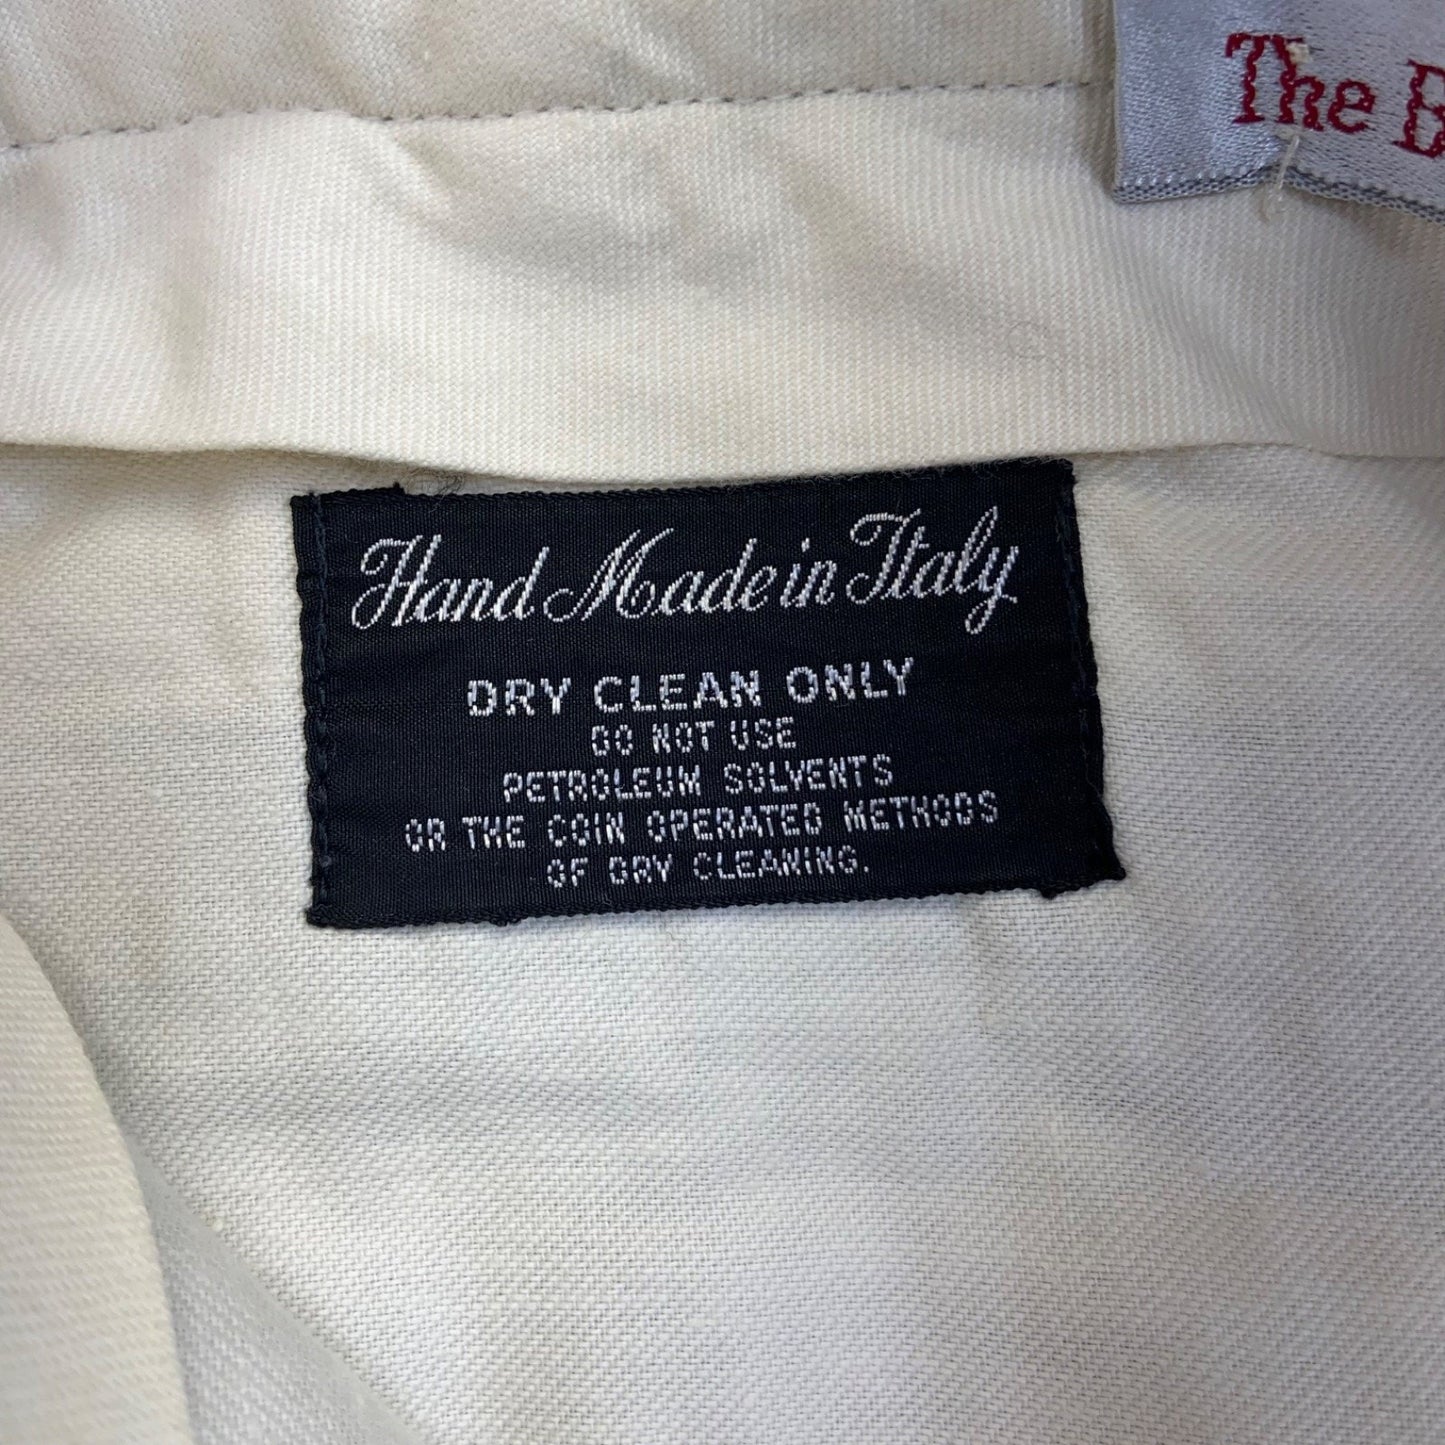 The B
Hand Made in Italy
DRY CLEAN ONLY
DO NOT USE
PETROLEUM SOLVENTS
OR THE COIN OPERATED METHODS
OF DRY CLEANING.